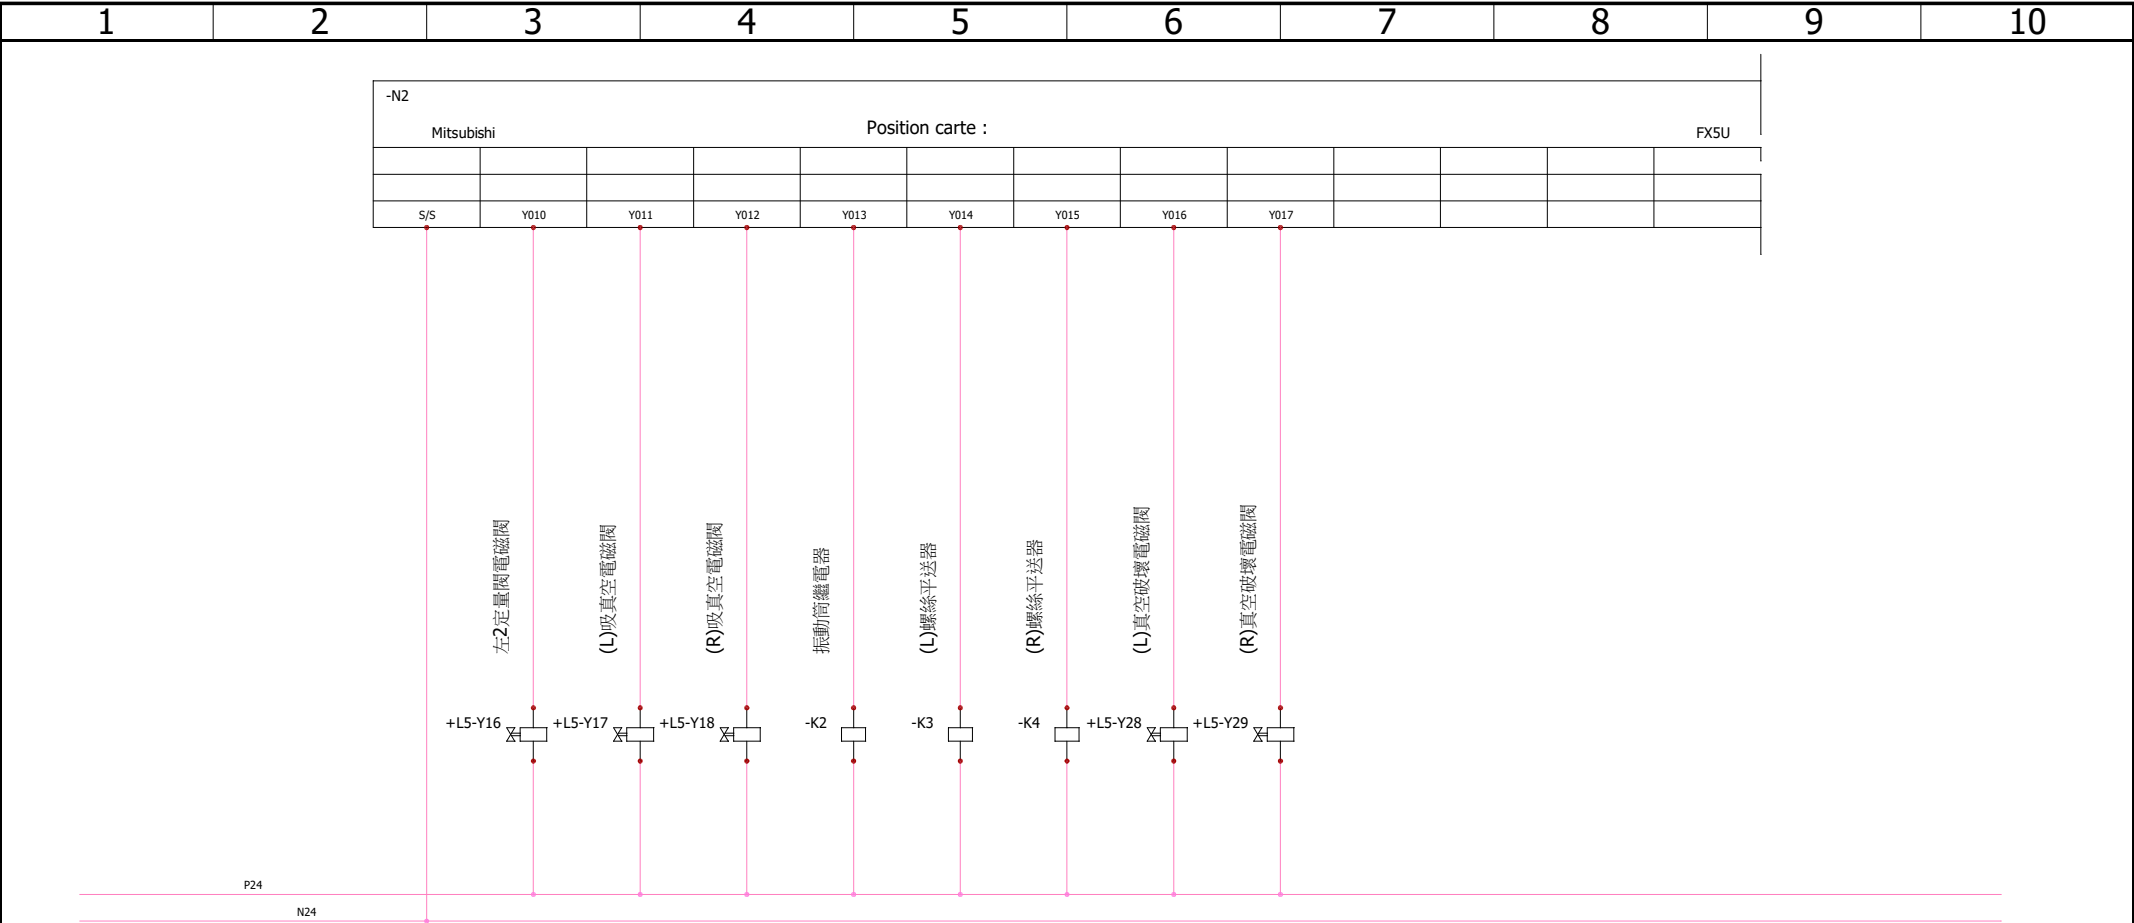 1 2 3 4 5 6 7 8 9 10
-N2
Mitsubishi Position carte : FX5U
S/S Y010 Y011 Y012 Y013 Y014 Y015 Y016 Y017
左2定量閥電磁閥
(L)吸真空電磁閥
(R)吸真空電磁閥
振動筒繼電器
(L)螺絲平送器
(R)螺絲平送器
(L)真空破壞電磁閥
(R)真空破壞電磁閥
+L5-Y16 +L5-Y17 +L5-Y18 -K2 -K3 -K4 +L5-Y28 +L5-Y29
P24
N24